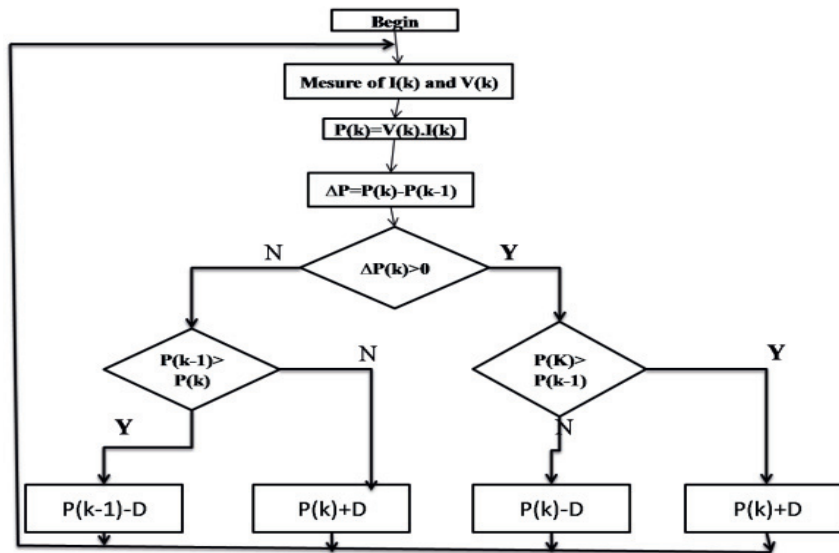 Begin
Mesure of I(k) and V(k)
P(k)=V(k).I(k)
ΔP=P(k)-P(k-1)
N
Y
ΔP(k)>0
P(k-1)>
P(k)
N
P(K)>
P(k-1)
Y
Y
N
P(k-1)-D
P(k)+D
P(k)-D
P(k)+D